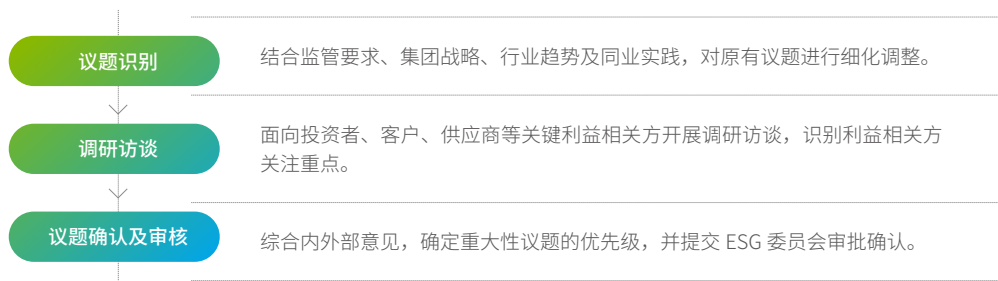 议题识别
结合监管要求、集团战略、行业趋势及同业实践，对原有议题进行细化调整。
调研访谈
面向投资者、客户、供应商等关键利益相关方开展调研访谈，识别利益相关方
关注重点。
议题确认及审核
综合内外部意见，确定重大性议题的优先级，并提交 ESG 委员会审批确认。